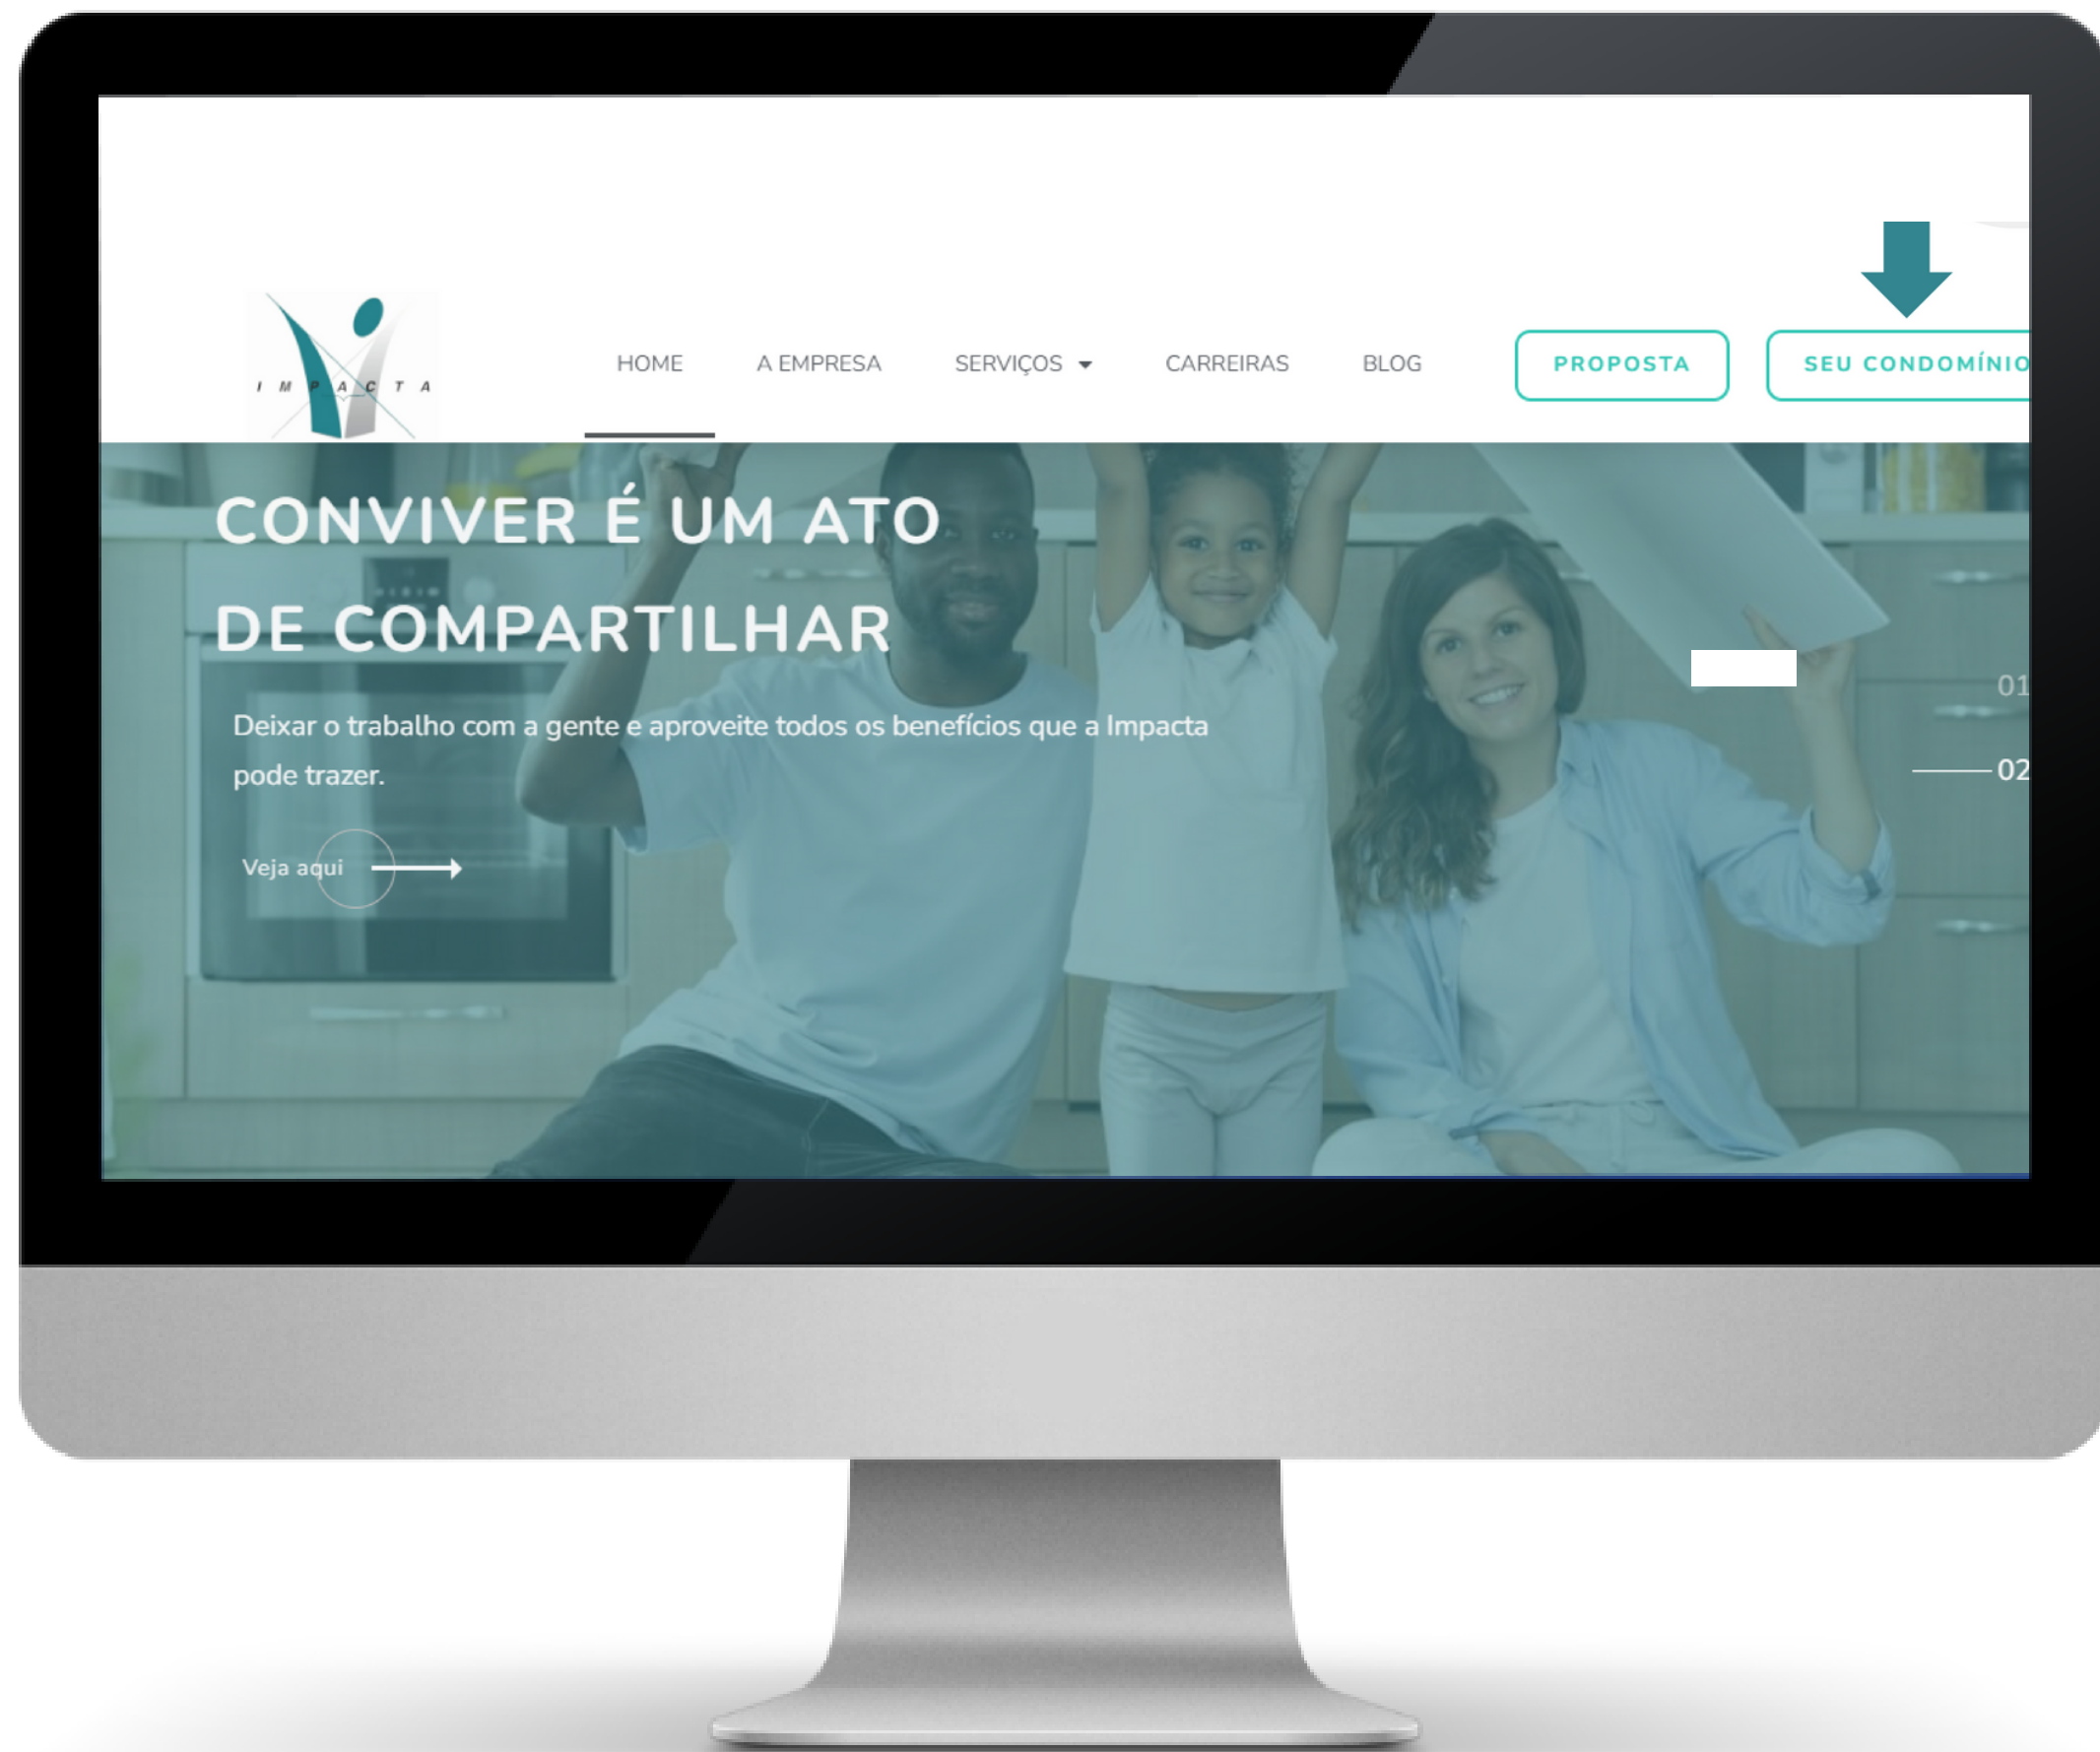 IMPACTA
HOME
A EMPRESA
SERVIÇOS
CARREIRAS
BLOG
PROPOSTA
SEU CONDOMÍNIO
CONVIVER É UM ATO
DE COMPARTILHAR
Deixar o trabalho com a gente e aproveite todos os benefícios que a Impacta
pode trazer.
Veja aqui
01
02